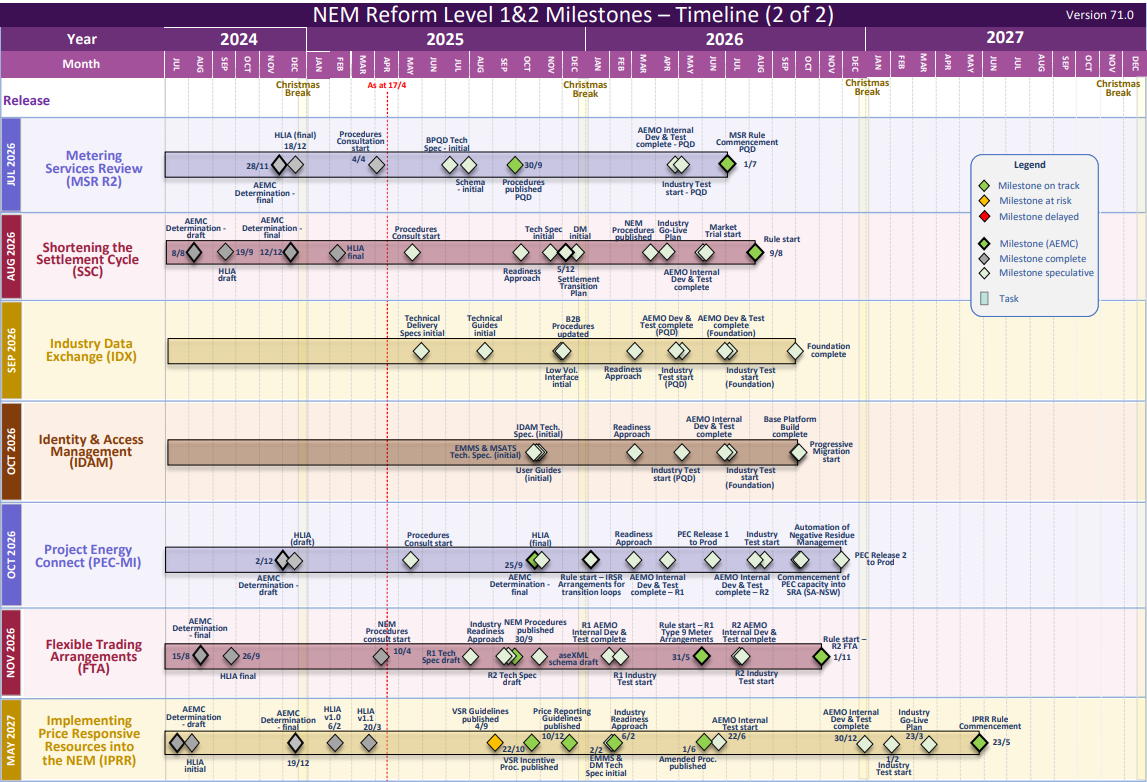 NEM Reform Level 1&2 Milestones – Timeline (2 of 2)
Version 71.0
Year
2024
2025
2026
2027
Month
JUL AUG SEP OCT NOV DEC JAN FEB MAR APR MAY JUN JUL AUG SEP OCT NOV DEC JAN FEB MAR APR MAY JUN JUL AUG SEP OCT NOV DEC JAN FEB MAR APR MAY JUN JUL AUG SEP OCT NOV DEC
Release
Christmas
Break
As at 17/4
Christmas
Break
Christmas
Break
Christmas
Break
JUL 2026
Metering
Services Review
(MSR R2)
28/11
AEMC
Determination -
final
HLIA (final)
18/12
Procedures
Consultation
start
4/4
BPQD Tech
Spec - initial
Schema
- initial
30/9
Procedures
published
PQD
AEMO Internal
Dev & Test
complete - PQD
Industry Test
start - PQD
MSR Rule
Commencement
PQD
1/7
Legend
Milestone on track
Milestone at risk
Milestone delayed
Milestone (AEMC)
Milestone complete
Milestone speculative
Task
AUG 2026
Shortening the
Settlement Cycle
(SSC)
AEMC
Determination -
draft
8/8
19/9
HLIA
draft
AEMC
Determination -
final
12/12
HLIA
final
Procedures
Consult start
Readiness
Approach
Tech Spec
initial
DM
initial
5/12
Settlement
Transition
Plan
NEM
Procedures
published
Industry
Go-Live
Plan
AEMO Internal
Dev & Test
complete
Market
Trial start
Rule start
9/8
SEP 2026
Industry Data
Exchange (IDX)
Technical
Delivery
Specs initial
Technical
Guides
initial
B2B
Procedures
updated
Low Vol.
Interface
intial
Readiness
Approach
AEMO Dev &
Test complete
(PQD)
Industry
Test start
(PQD)
AEMO Dev & Test
complete
(Foundation)
Industry Test
start
(Foundation)
Foundation
complete
OCT 2026
Identity & Access
Management
(IDAM)
EMMS & MSATS
Tech. Spec. (initial)
IDAM Tech.
Spec. (initial)
User Guides
(initial)
Readiness
Approach
Industry Test
start (PQD)
AEMO Internal
Dev & Test
complete
Industry Test
start
(Foundation)
Base Platform
Build
complete
Progressive
Migration
start
OCT 2026
Project Energy
Connect (PEC-MI)
2/12
AEMC
Determination -
draft
HLIA
(draft)
Procedures
Consult start
25/9
HLIA
(final)
AEMC
Determination -
final
Rule start – IRSR
Arrangements for
transition loops
Readiness
Approach
AEMO Internal
Dev & Test
complete – R1
PEC Release 1
to Prod
AEMO Internal
Dev & Test
complete – R2
Industry
Test start
Automation of
Negative Residue
Management
Commencement of
PEC capacity into
SRA (SA-NSW)
PEC Release 2
to Prod
NOV 2026
Flexible Trading
Arrangements
(FTA)
AEMC
Determination
- final
15/8
26/9
HLIA final
NEM
Procedures
consult start
10/4
R1 Tech
Spec draft
Industry
Readiness
Approach
NEM Procedures
published
30/9
R2 Tech Spec
draft
aseXML
schema draft
R1 AEMO
Internal Dev &
Test complete
R1 Industry
Test start
Rule start – R1
Type 9 Meter
Arrangements
31/5
R2 AEMO
Internal Dev &
Test complete
R2 Industry
Test start
Rule start –
R2 FTA
1/11
MAY 2027
Implementing
Price Responsive
Resources into
the NEM (IPRR)
AEMC
Determination
- draft
HLIA
initial
AEMC
Determination
- final
19/12
HLIA
v1.0
6/2
HLIA
v1.1
20/3
VSR Guidelines
published
4/9
22/10
VSR Incentive
Proc. published
Price Reporting
Guidelines
published
10/12
2/2
EMMS &
DM Tech
Spec initial
Industry
Readiness
Approach
6/2
1/6
Amended Proc.
published
AEMO Industry
Test start
22/6
AEMO Internal
Dev & Test
complete
30/12
1/2
Industry
Test start
Industry
Go-Live
Plan
23/3
IPRR Rule
Commencement
23/5